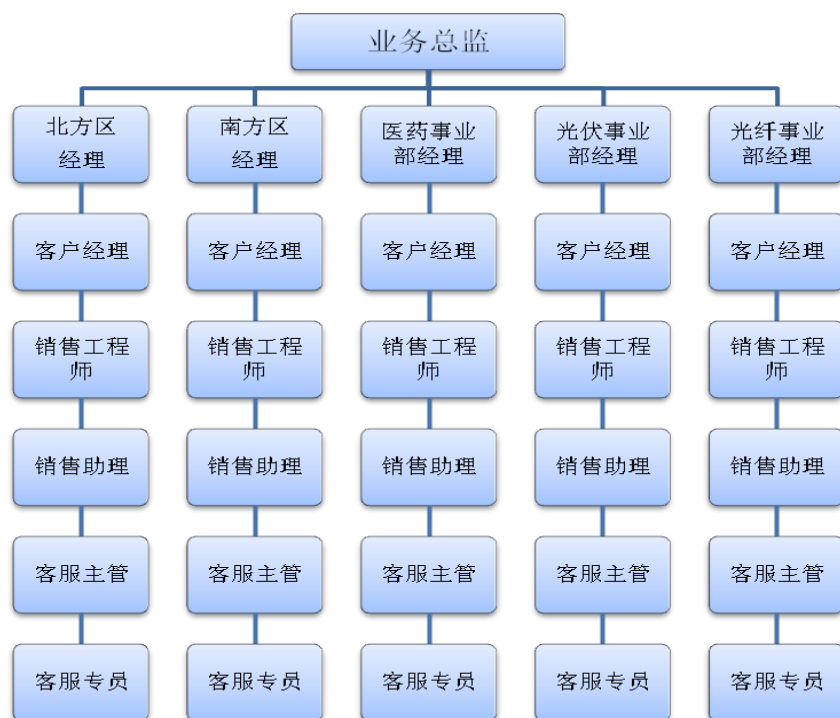 业务总监
北方区
经理
南方区
经理
医药事业
部经理
光伏事业
部经理
光纤事业
部经理
客户经理
客户经理
客户经理
客户经理
客户经理
销售工程
师
销售工程
师
销售工程
师
销售工程
师
销售工程
师
销售助理
销售助理
销售助理
销售助理
销售助理
客服主管
客服主管
客服主管
客服主管
客服主管
客服专员
客服专员
客服专员
客服专员
客服专员